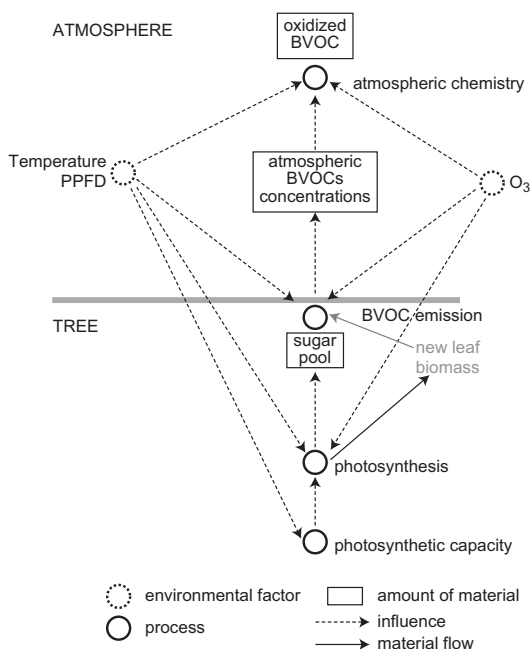 ATMOSPHERE
oxidized
BVOC
atmospheric chemistry
Temperature
PPFD
atmospheric
BVOCs
concentrations
O3
TREE
BVOC emission
sugar
pool
new leaf
biomass
photosynthesis
photosynthetic capacity
environmental factor
amount of material
process
influence
material flow